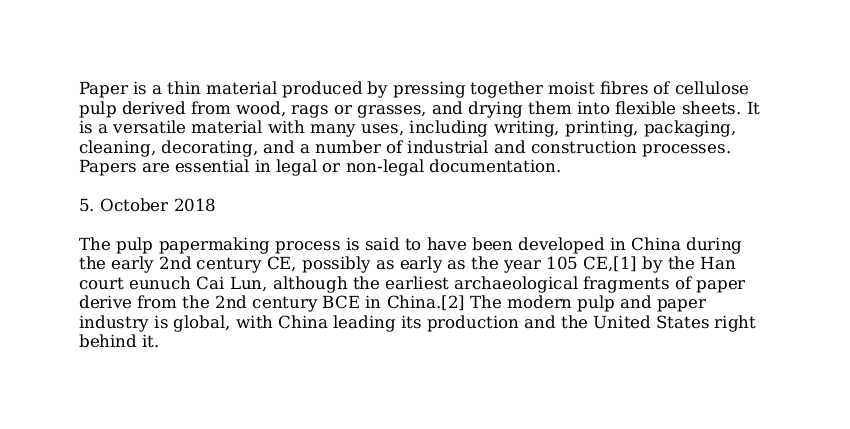 Paper is a thin material produced by pressing together moist fibres of cellulose
pulp derived from wood, rags or grasses, and drying them into flexible sheets. It
is a versatile material with many uses, including writing, printing, packaging,
cleaning, decorating, and a number of industrial and construction processes.
Papers are essential in legal or non-legal documentation.
5. October 2018
The pulp papermaking process is said to have been developed in China during
the early 2nd century CE, possibly as early as the year 105 CE,[1] by the Han
court eunuch Cai Lun, although the earliest archaeological fragments of paper
derive from the 2nd century BCE in China.[2] The modern pulp and paper
industry is global, with China leading its production and the United States right
behind it.